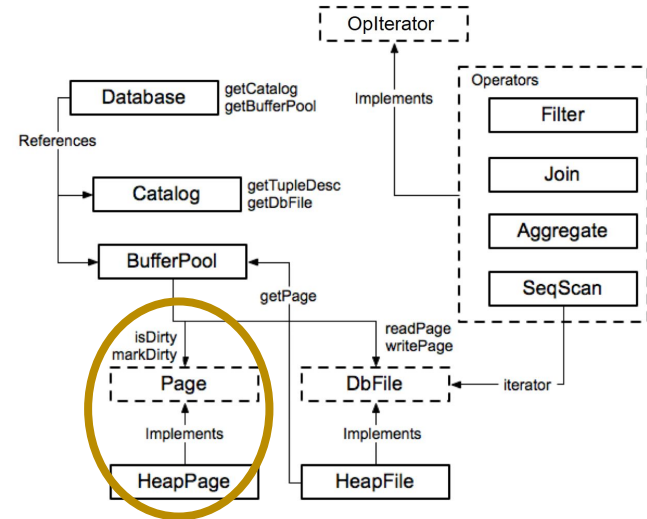 OpIterator
Operators
Database
getCatalog
getBufferPool
Implements
Filter
References
Join
Catalog
getTupleDesc
getDbFile
Aggregate
BufferPool
getPage
SeqScan
isDirty
markDirty
readPage
writePage
Page
DbFile
iterator
Implements
Implements
HeapPage
HeapFile